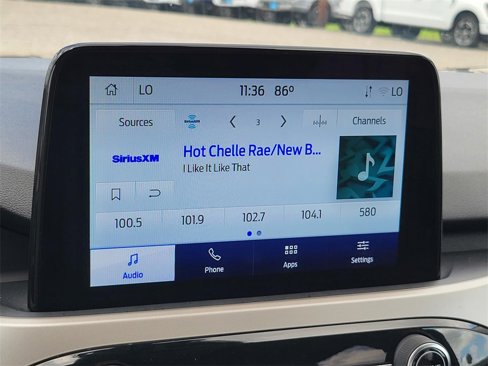 LO 11:36 86° LO
Sources SiriusXM 3 Channels
SiriusXM Hot Chelle Rae/New B...
I Like It Like That
100.5 101.9 102.7 104.1 580
Audio Phone Apps Settings